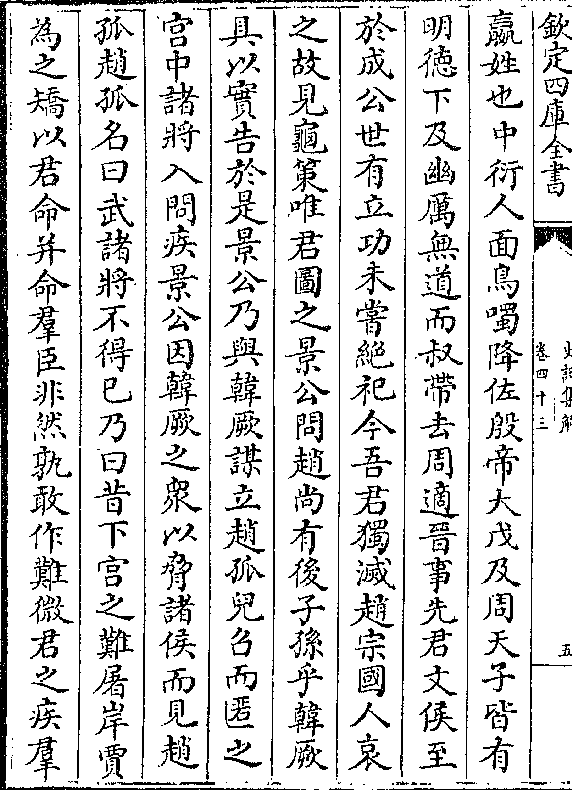 欽定四庫全書
史記集解
卷四十三
五
嬴姓也中衍人面鳥噣降佐殷帝大戊及周天子皆有
明徳下及幽厲無道而叔帶去周適晉事先君文侯至
於成公世有立功未嘗絶祀今吾君獨滅趙宗國人哀
之故見龜策唯君圖之景公問趙尚有後子孫乎韓厥
具以實告於是景公乃與韓厥謀立趙孤兒召而匿之
宫中諸將入問疾景公因韓厥之衆以脅諸侯而見趙
孤趙孤名曰武諸將不得已乃曰昔下宫之難屠岸賈
為之矯以君命并命羣臣非然孰敢作難微君之疾羣